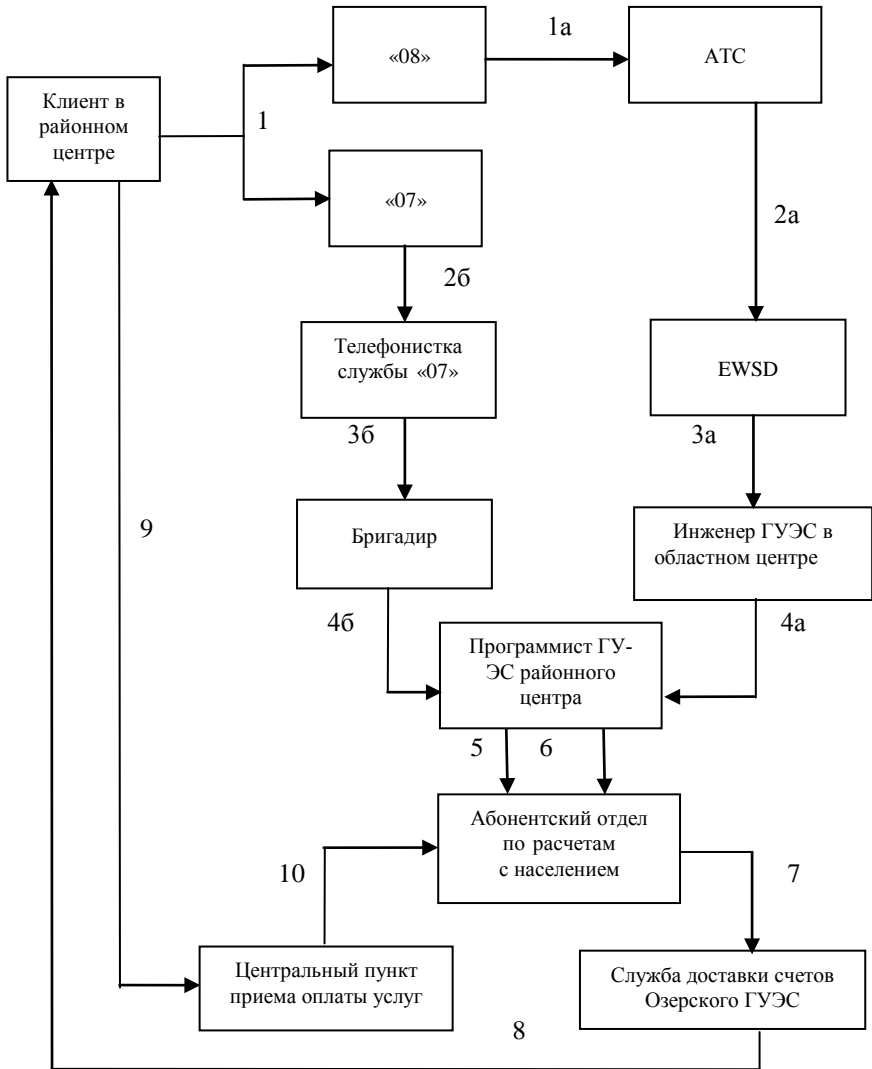 1а
«08»
АТС
Клиент в
районном
центре
1
«07»
2а
2б
Телефонистка
службы «07»
EWSD
3б
3а
9
Бригадир
Инженер ГУЭС в
областном центре
4б
4а
Программист ГУ-
ЭС районного
центра
5
6
Абонентский отдел
по расчетам
с населением
10
7
Центральный пункт
приема оплаты услуг
Служба доставки счетов
Озерского ГУЭС
8